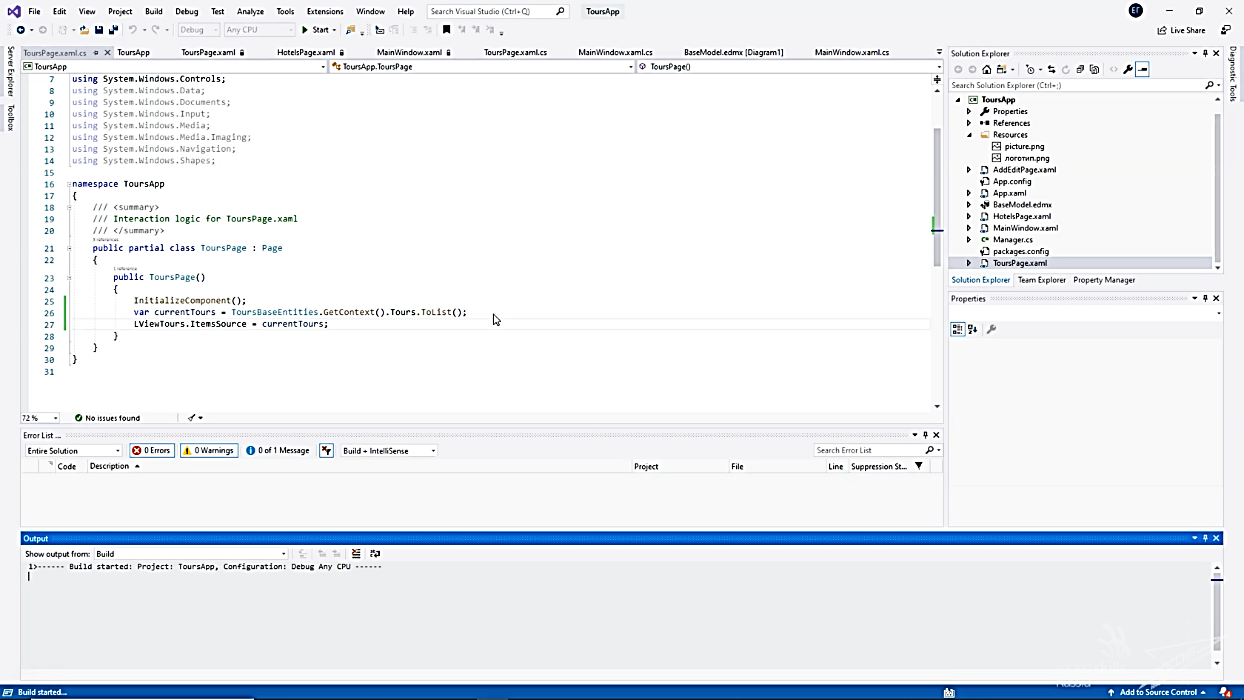 File Edit View Project Build Debug Test Analyze Tools Extensions Window Help Search Visual Studio (Ctrl+Q) ToursApp ЕГ
Debug Any CPU Start Live Share
Server Explorer
Toolbox
Diagnostic Tools
ToursPage.xaml.cs ToursApp ToursPage.xaml HotelsPage.xaml MainWindow.xaml ToursPage.xaml.cs MainWindow.xaml.cs BaseModel.edmx [Diagram1] MainWindow.xaml.cs
ToursApp ToursApp.ToursPage ToursPage()
7 using System.Windows.Controls;
8 using System.Windows.Data;
9 using System.Windows.Documents;
10 using System.Windows.Input;
11 using System.Windows.Media;
12 using System.Windows.Media.Imaging;
13 using System.Windows.Navigation;
14 using System.Windows.Shapes;
15
16 namespace ToursApp
17 {
18 /// <summary>
19 /// Interaction logic for ToursPage.xaml
20 /// </summary>
21 public partial class ToursPage : Page
22 {
1 reference
23 public ToursPage()
24 {
25 InitializeComponent();
26 var currentTours = ToursBaseEntities.GetContext().Tours.ToList();
27 LViewTours.ItemsSource = currentTours;
28 }
29 }
30 }
31
72 % No issues found
Solution Explorer
Search Solution Explorer (Ctrl+;)
ToursApp
Properties
References
Resources
picture.png
логотип.png
AddEditPage.xaml
App.config
App.xaml
BaseModel.edmx
HotelsPage.xaml
MainWindow.xaml
Manager.cs
packages.config
ToursPage.xaml
Solution Explorer Team Explorer Property Manager
Properties
Error List ...
Entire Solution 0 Errors 0 Warnings 0 of 1 Message Build + IntelliSense Search Error List
Code Description Project File Line Suppression St...
Output
Show output from: Build
1>------ Build started: Project: ToursApp, Configuration: Debug Any CPU ------
Build started... Add to Source Control